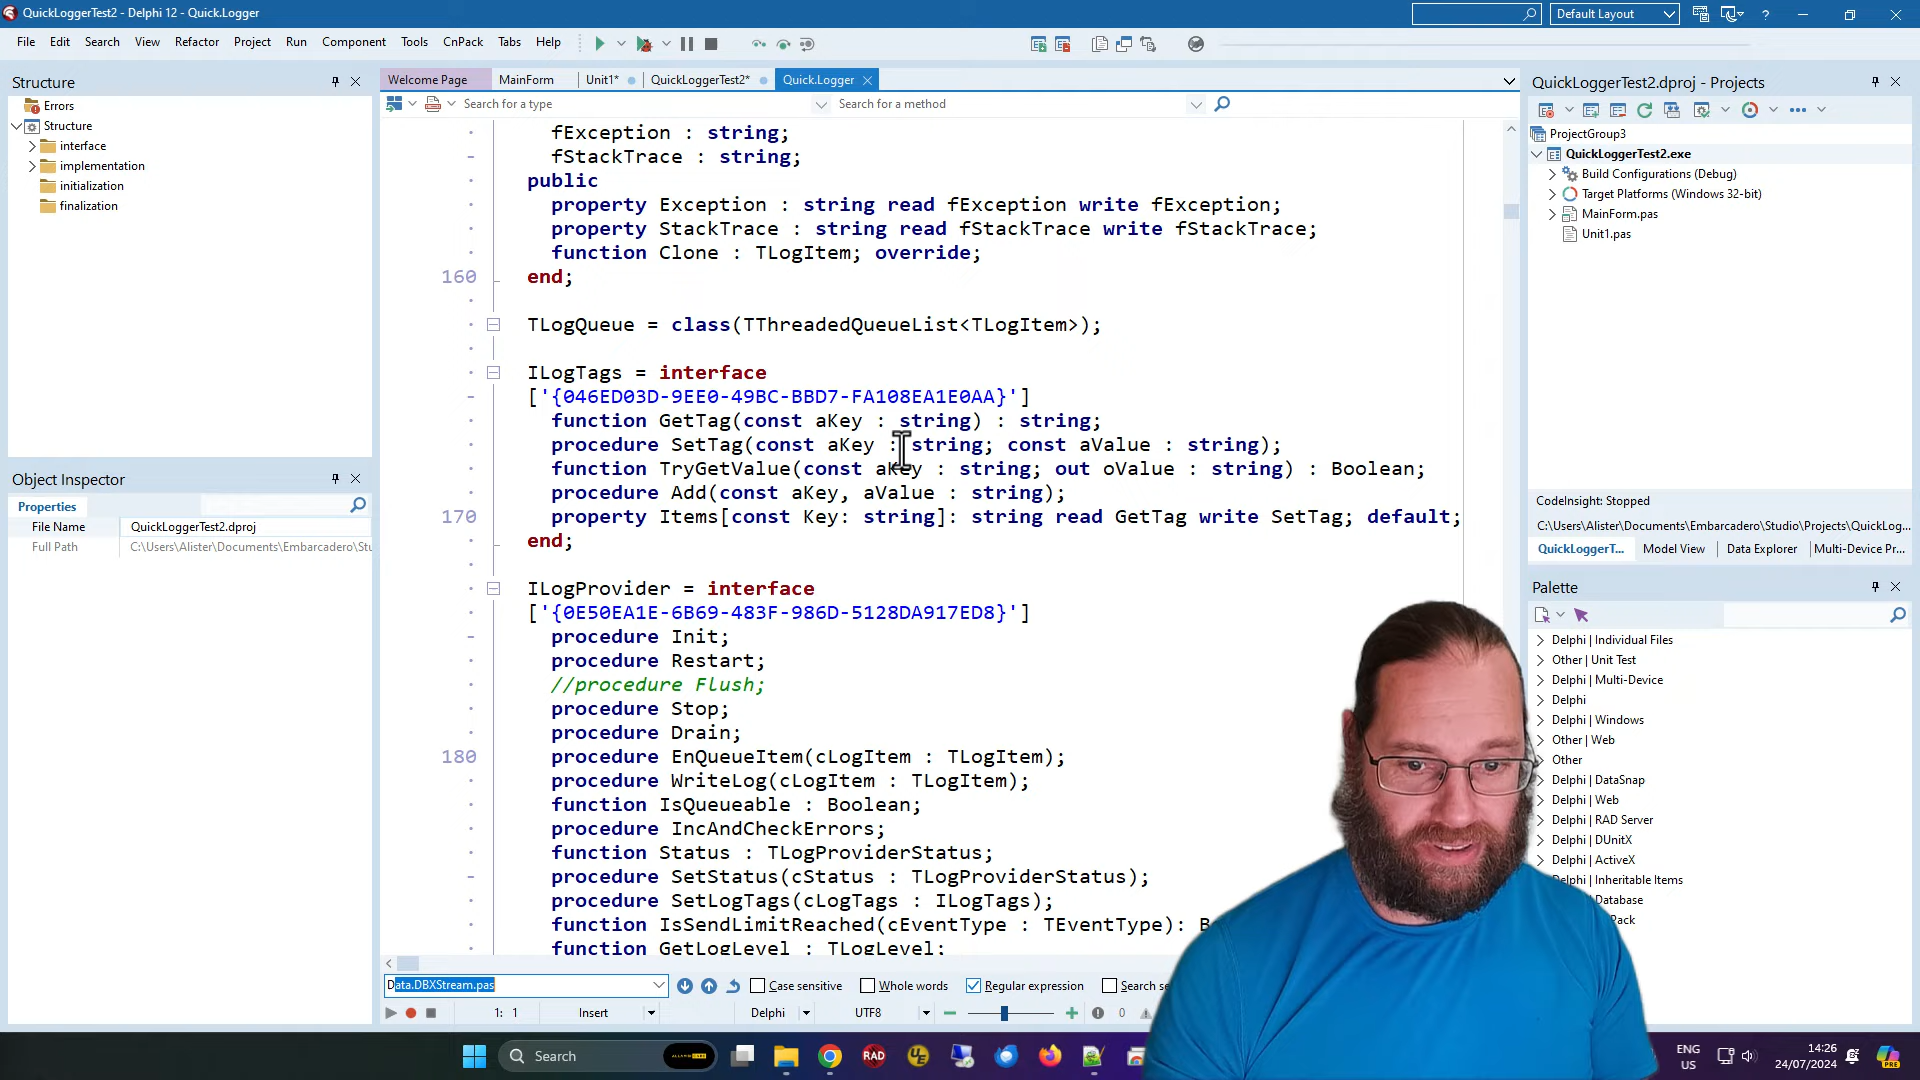 QuickLoggerTest2 - Delphi 12 - Quick.Logger
Default Layout
File Edit Search View Refactor Project Run Component Tools CnPack Tabs Help
Structure
Errors
Structure
interface
implementation
initialization
finalization
Object Inspector
Properties
File Name QuickLoggerTest2.dproj
Full Path C:\Users\Alister\Documents\Embarcadero\Stu
Welcome Page MainForm Unit1* QuickLoggerTest2* Quick.Logger
Search for a type Search for a method
fException : string;
fStackTrace : string;
public
property Exception : string read fException write fException;
property StackTrace : string read fStackTrace write fStackTrace;
function Clone : TLogItem; override;
160 end;
TLogQueue = class(TThreadedQueueList<TLogItem>);
ILogTags = interface
['{046ED03D-9EE0-49BC-BBD7-FA108EA1E0AA}']
function GetTag(const aKey : string) : string;
procedure SetTag(const aKey : string; const aValue : string);
function TryGetValue(const aKey : string; out oValue : string) : Boolean;
procedure Add(const aKey, aValue : string);
170 property Items[const Key: string]: string read GetTag write SetTag; default;
end;
ILogProvider = interface
['{0E50EA1E-6B69-483F-986D-5128DA917ED8}']
procedure Init;
procedure Restart;
//procedure Flush;
procedure Stop;
procedure Drain;
180 procedure EnQueueItem(cLogItem : TLogItem);
procedure WriteLog(cLogItem : TLogItem);
function IsQueueable : Boolean;
procedure IncAndCheckErrors;
function Status : TLogProviderStatus;
procedure SetStatus(cStatus : TLogProviderStatus);
procedure SetLogTags(cLogTags : ILogTags);
function IsSendLimitReached(cEventType : TEventType): B
function GetLogLevel : TLogLevel;
Data.DBXStream.pas Case sensitive Whole words Regular expression Search se
1: 1 Insert Delphi UTF8 0
QuickLoggerTest2.dproj - Projects
ProjectGroup3
QuickLoggerTest2.exe
Build Configurations (Debug)
Target Platforms (Windows 32-bit)
MainForm.pas
Unit1.pas
CodeInsight: Stopped
C:\Users\Alister\Documents\Embarcadero\Studio\Projects\QuickLog...
QuickLoggerT... Model View Data Explorer Multi-Device Pr...
Palette
Delphi | Individual Files
Other | Unit Test
Delphi | Multi-Device
Delphi
Delphi | Windows
Other | Web
Other
Delphi | DataSnap
Delphi | Web
Delphi | RAD Server
Delphi | DUnitX
Delphi | ActiveX
Delphi | Inheritable Items
Database
Pack
Search
RAD
ENG
US
14:26
24/07/2024
PRE